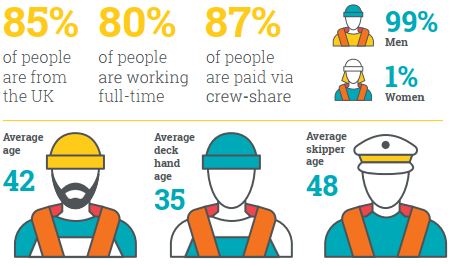 85% 80% 87%
of people of people of people
are from are working are paid via
the UK full-time crew-share
99%
Men
1%
Women
Average
age
42
Average
deck
hand
age
35
Average
skipper
age
48